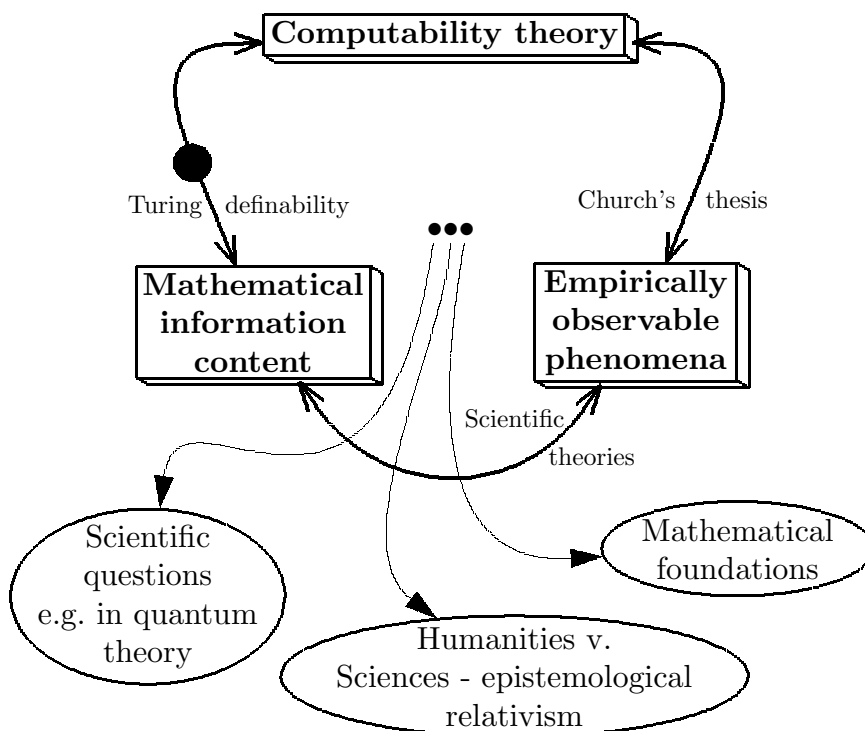 Computability theory
Turing definability
Church's thesis
Mathematical
information
content
Empirically
observable
phenomena
Scientific
theories
Scientific
questions
e.g. in quantum
theory
Mathematical
foundations
Humanities v.
Sciences - epistemological
relativism